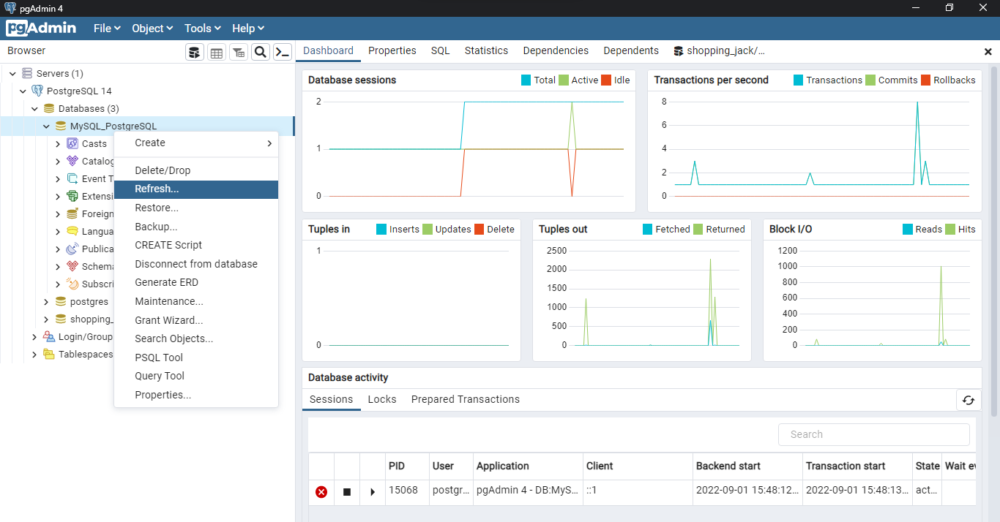 pgAdmin 4
pgAdmin File Object Tools Help
Browser
Dashboard Properties SQL Statistics Dependencies Dependents shopping_jack/...
Servers (1)
PostgreSQL 14
Databases (3)
MySQL_PostgreSQL
Casts
Catalog
Event T
Extensi
Foreign
Langua
Publica
Schema
Subscri
postgres
shopping_
Login/Group
Tablespaces
Create
Delete/Drop
Refresh...
Restore...
Backup...
CREATE Script
Disconnect from database
Generate ERD
Maintenance...
Grant Wizard...
Search Objects...
PSQL Tool
Query Tool
Properties...
Database sessions Total Active Idle
2
1
0
Transactions per second Transactions Commits Rollbacks
8
6
4
2
0
Tuples in Inserts Updates Delete
1
0
Tuples out Fetched Returned
2500
2000
1500
1000
500
0
Block I/O Reads Hits
1200
1000
800
600
400
200
0
Database activity
Sessions Locks Prepared Transactions
Search
PID User Application Client Backend start Transaction start State Wait ev
15068 postgr... pgAdmin 4 - DB:MyS... ::1 2022-09-01 15:48:12... 2022-09-01 15:48:13... act...